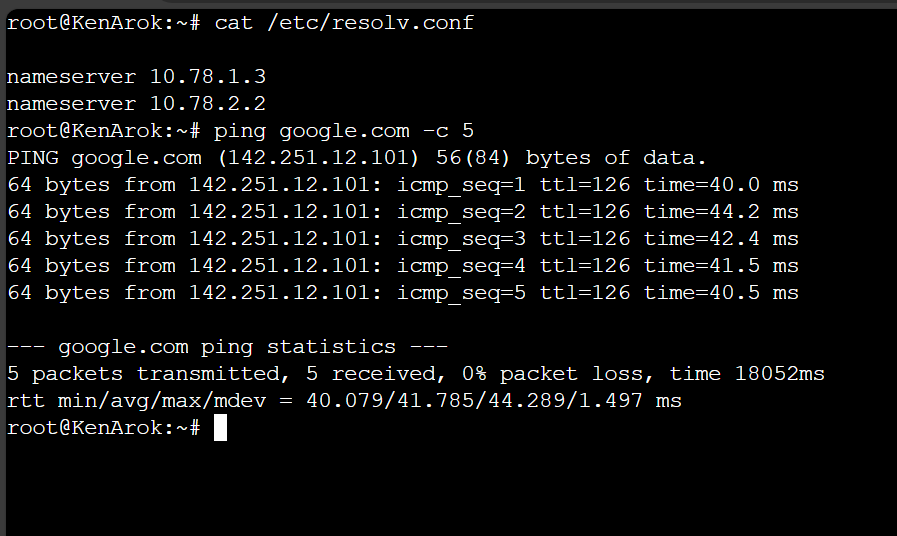 root@KenArok:~# cat /etc/resolv.conf
nameserver 10.78.1.3
nameserver 10.78.2.2
root@KenArok:~# ping google.com -c 5
PING google.com (142.251.12.101) 56(84) bytes of data.
64 bytes from 142.251.12.101: icmp_seq=1 ttl=126 time=40.0 ms
64 bytes from 142.251.12.101: icmp_seq=2 ttl=126 time=44.2 ms
64 bytes from 142.251.12.101: icmp_seq=3 ttl=126 time=42.4 ms
64 bytes from 142.251.12.101: icmp_seq=4 ttl=126 time=41.5 ms
64 bytes from 142.251.12.101: icmp_seq=5 ttl=126 time=40.5 ms
--- google.com ping statistics ---
5 packets transmitted, 5 received, 0% packet loss, time 18052ms
rtt min/avg/max/mdev = 40.079/41.785/44.289/1.497 ms
root@KenArok:~#